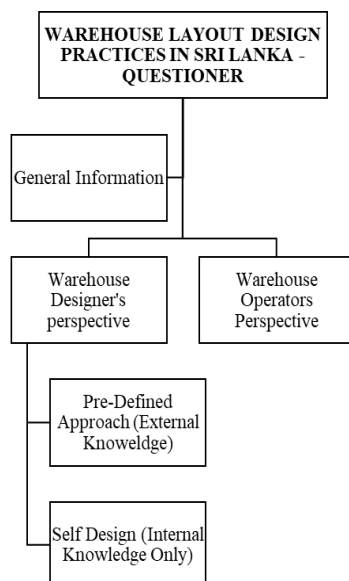 WAREHOUSE LAYOUT DESIGN
PRACTICES IN SRI LANKA -
QUESTIONER
General Information
Warehouse
Designer's
perspective
Warehouse
Operators
Perspective
Pre-Defined
Approach (External
Knoweldge)
Self Design (Internal
Knowledge Only)